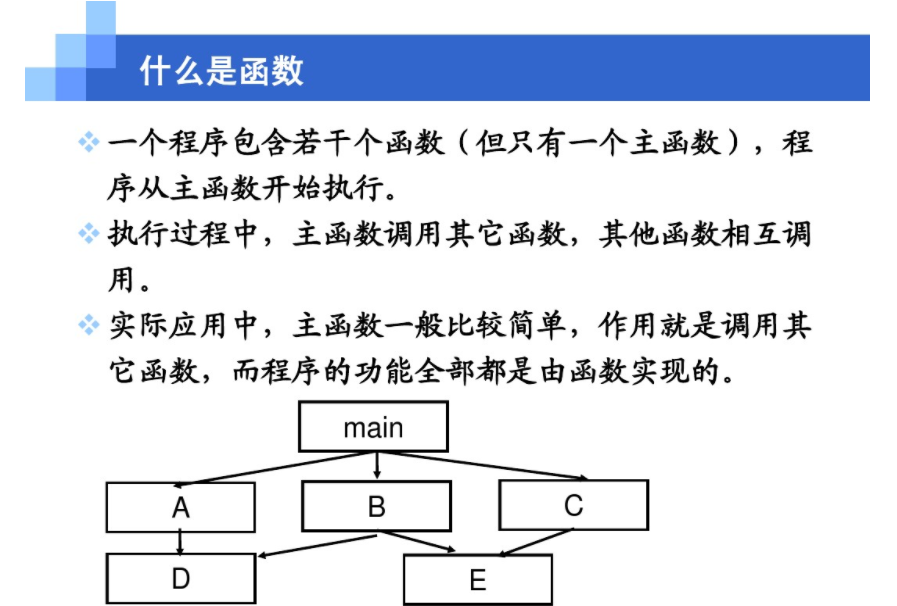 什么是函数
一个程序包含若干个函数（但只有一个主函数），程
序从主函数开始执行。
执行过程中，主函数调用其它函数，其他函数相互调
用。
实际应用中，主函数一般比较简单，作用就是调用其
它函数，而程序的功能全部都是由函数实现的。
main
A
B
C
D
E